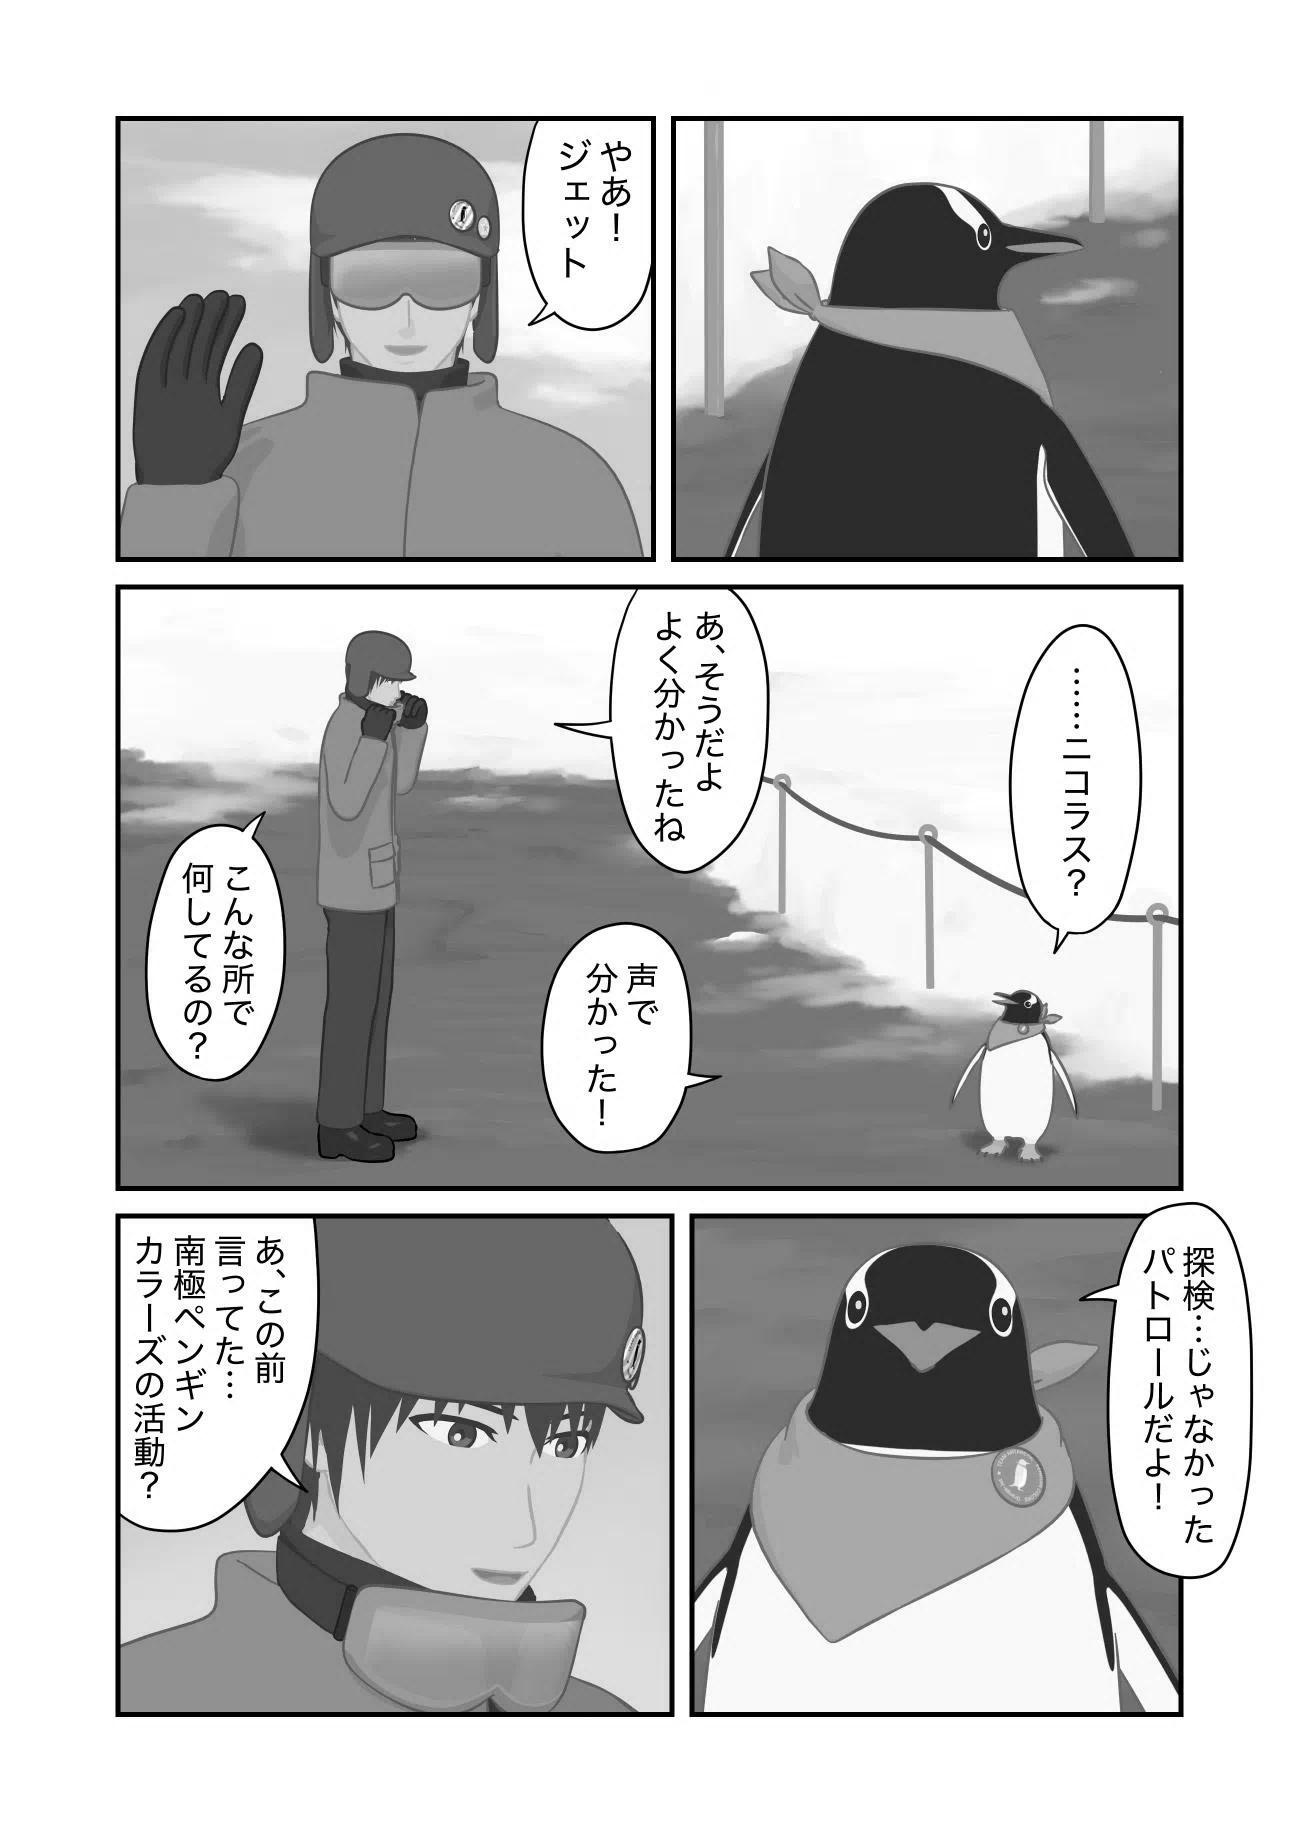 やあ！
ジェット
……ニコラス？
あ、そうだよ
よく分かったね
声で
分かった！
こんな所で
何してるの？
探検…じゃなかった
パトロールだよ！
あ、この前
言ってた…
南極ペンギン
カラーズの活動？